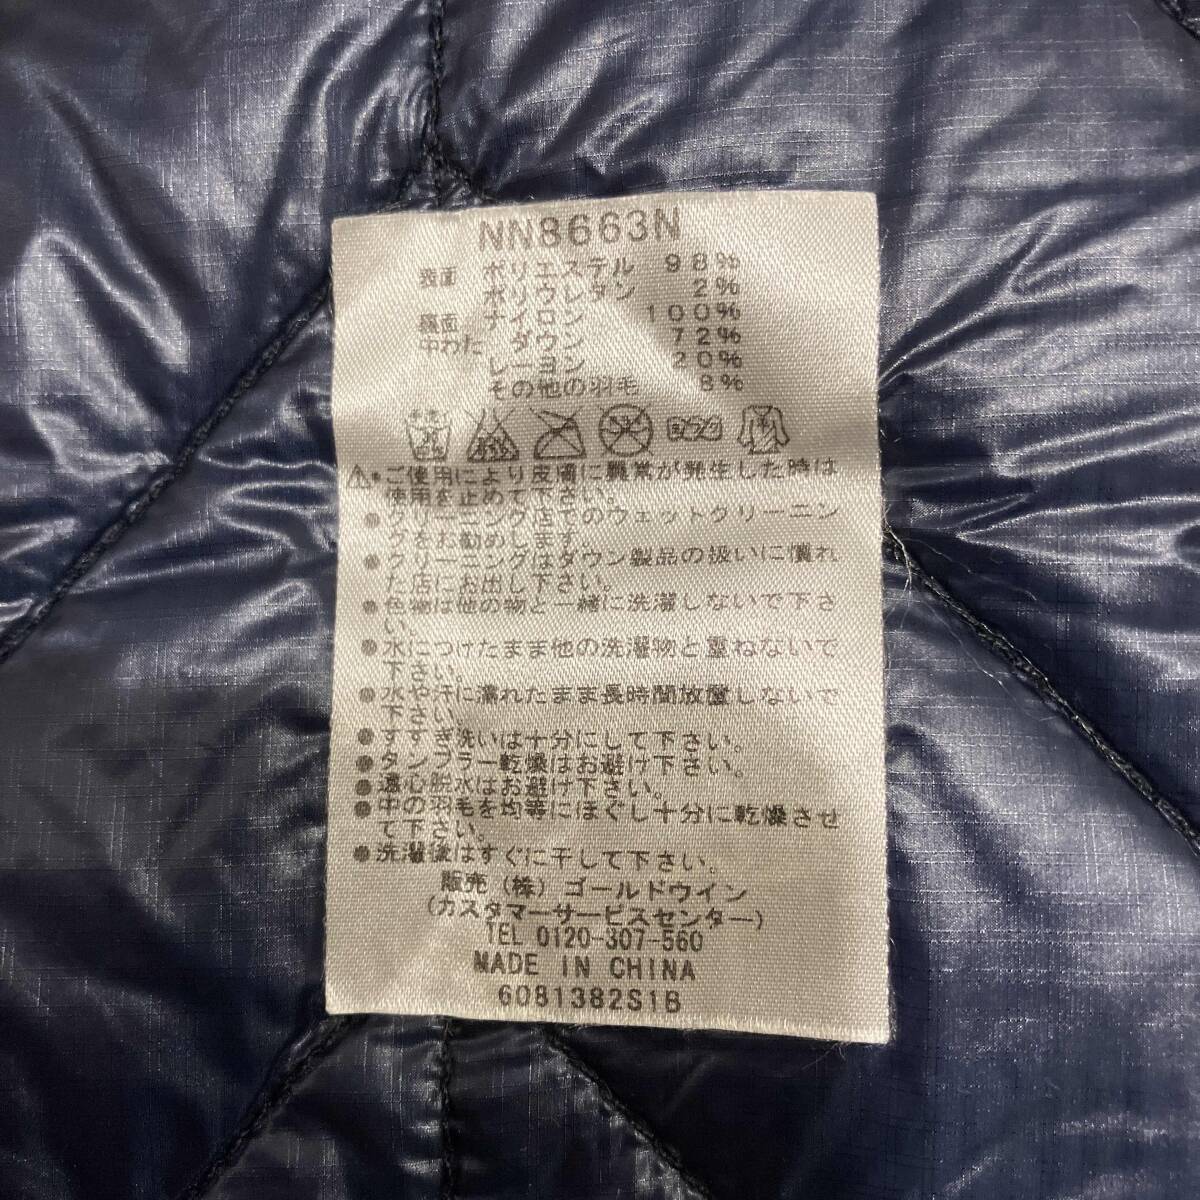 NN8663N
表面 ポリエステル 98%
ポリウレタン 2%
裏面 ナイロン 100%
中わた ダウン 72%
レーヨン 20%
その他の羽毛 8%
⚠●ご使用により皮膚に異常が発生した時は
使用を止めて下さい。
●クリーニング店でのウェットクリーニン
グをお勧めします。
●クリーニングはダウン製品の扱いに慣れ
た店にお出し下さい。
●色物は他の物と一緒に洗濯しないで下さ
い。
●水につけたまま他の洗濯物と重ねないで
下さい。
●水や汗に濡れたまま長時間放置しないで
下さい。
●すすぎ洗いは十分にして下さい。
●タンブラー乾燥はお避け下さい。
●遠心脱水はお避け下さい。
●中の羽毛を均等にほぐし十分に乾燥させ
て下さい。
●洗濯後はすぐに干して下さい。
販売(株)ゴールドウイン
(カスタマーサービスセンター)
TEL 0120-307-560
MADE IN CHINA
6081382S1B